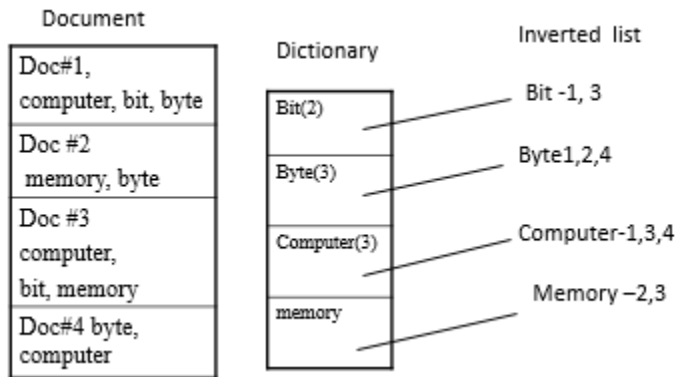 Document
Doc#1,
computer, bit, byte
Doc #2
memory, byte
Doc #3
computer,
bit, memory
Doc#4 byte,
computer
Dictionary
Bit(2)
Byte(3)
Computer(3)
memory
Inverted list
Bit -1, 3
Byte1,2,4
Computer-1,3,4
Memory –2,3